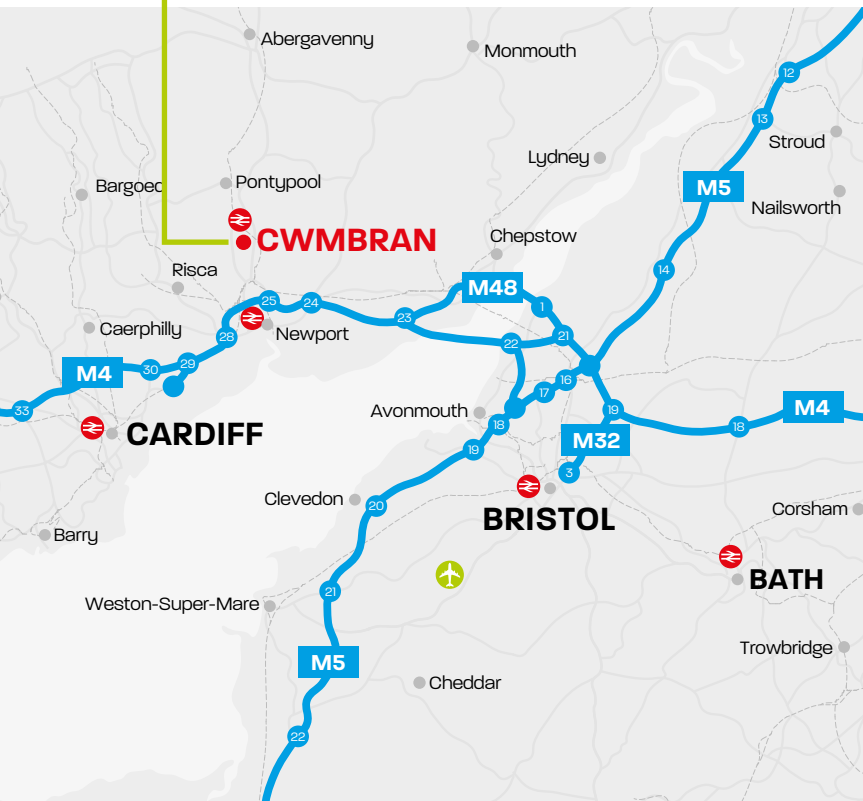 Abergavenny
Monmouth
12
13
Stroud
Lydney
Bargoed
Pontypool
M5
Nailsworth
CWMBRAN
Chepstow
Risca
14
M48
25
24
1
23
Caerphilly
28
Newport
21
22
M4
30
29
16
17
33
Avonmouth
19
M4
18
18
CARDIFF
M32
19
3
Clevedon
20
BRISTOL
Corsham
Barry
BATH
21
Weston-Super-Mare
Trowbridge
M5
Cheddar
22